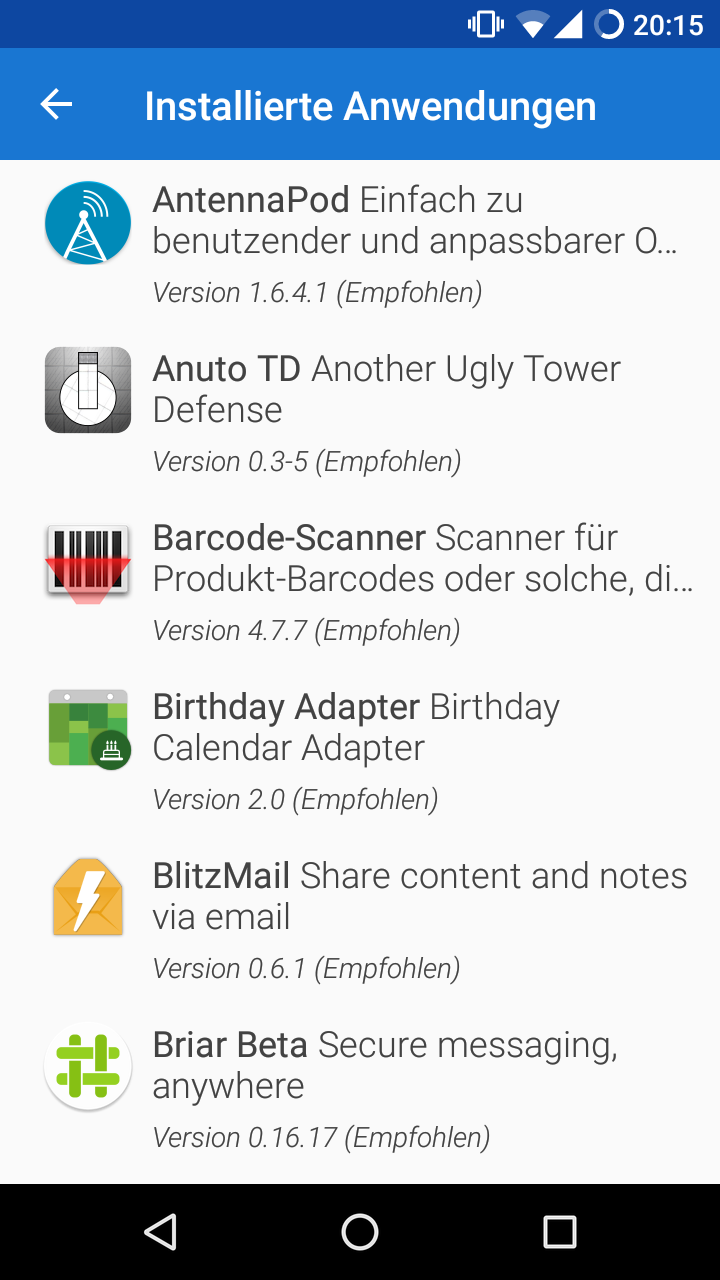 20:15
Installierte Anwendungen
AntennaPod Einfach zu
benutzender und anpassbarer O…
Version 1.6.4.1 (Empfohlen)
Anuto TD Another Ugly Tower
Defense
Version 0.3-5 (Empfohlen)
Barcode-Scanner Scanner für
Produkt-Barcodes oder solche, di…
Version 4.7.7 (Empfohlen)
Birthday Adapter Birthday
Calendar Adapter
Version 2.0 (Empfohlen)
BlitzMail Share content and notes
via email
Version 0.6.1 (Empfohlen)
Briar Beta Secure messaging,
anywhere
Version 0.16.17 (Empfohlen)